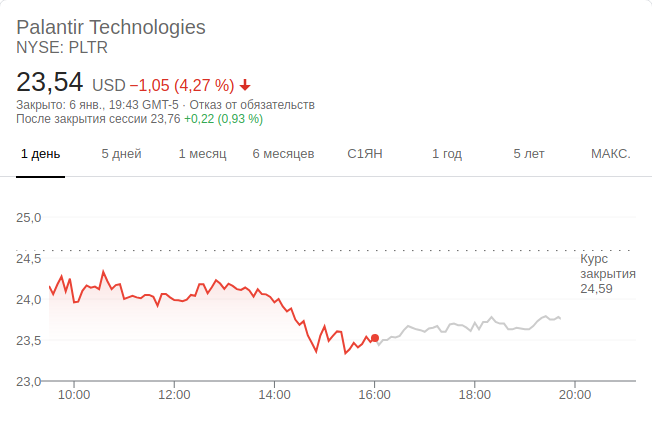 Palantir Technologies
NYSE: PLTR
23,54 USD −1,05 (4,27 %)
Закрыто: 6 янв., 19:43 GMT-5 · Отказ от обязательств
После закрытия сессии 23,76 +0,22 (0,93 %)
1 день 5 дней 1 месяц 6 месяцев С1ЯН 1 год 5 лет МАКС.
25,0
24,5
24,0
23,5
23,0
Курс
закрытия
24,59
10:00 12:00 14:00 16:00 18:00 20:00